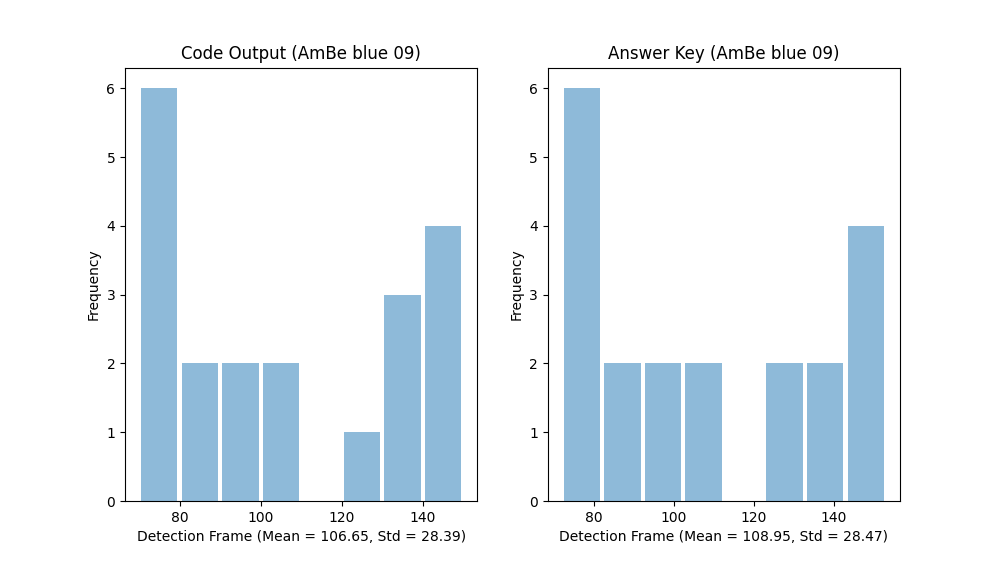 Code Output (AmBe blue 09)
6
5
4
3
2
1
0
Frequency
80 100 120 140
Detection Frame (Mean = 106.65, Std = 28.39)
Answer Key (AmBe blue 09)
6
5
4
3
2
1
0
Frequency
80 100 120 140
Detection Frame (Mean = 108.95, Std = 28.47)